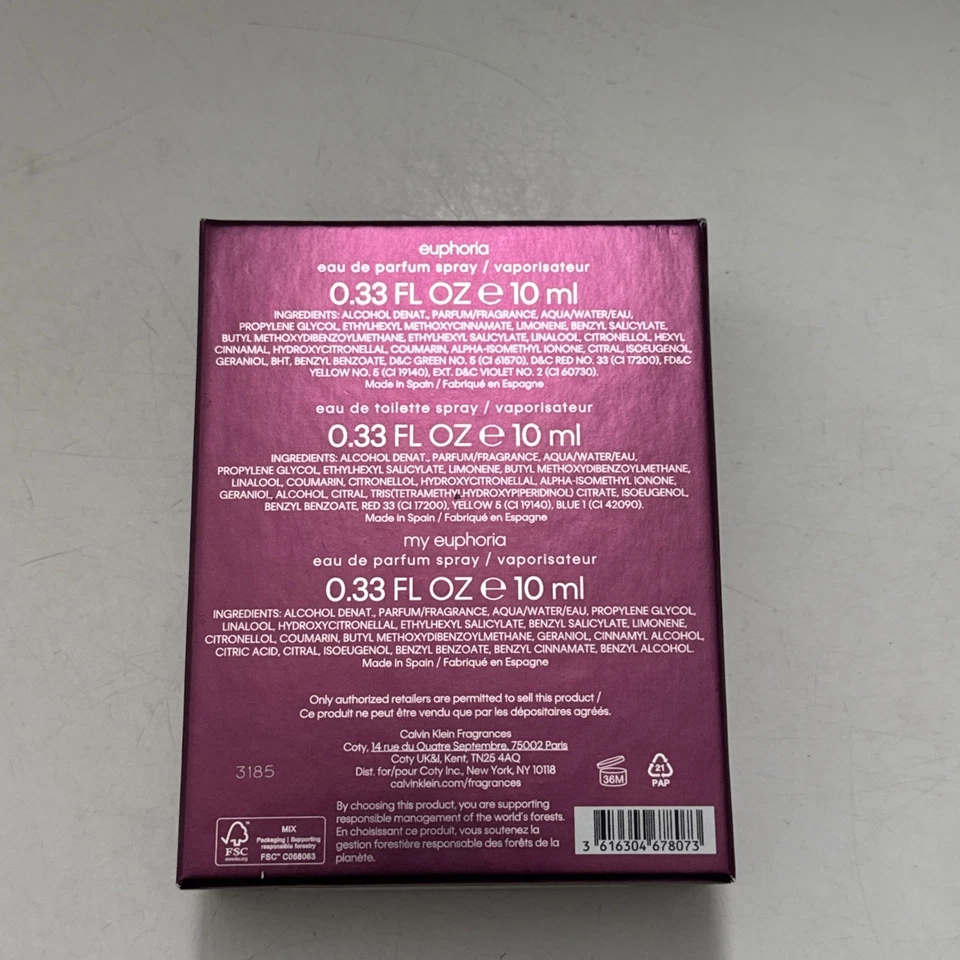 euphoria
eau de parfum spray / vaporisateur
0.33 FL OZ ℮ 10 ml
INGREDIENTS: ALCOHOL DENAT., PARFUM/FRAGRANCE, AQUA/WATER/EAU,
PROPYLENE GLYCOL, ETHYLHEXYL METHOXYCINNAMATE, LIMONENE, BENZYL SALICYLATE,
BUTYL METHOXYDIBENZOYLMETHANE, ETHYLHEXYL SALICYLATE, LINALOOL, CITRONELLOL, HEXYL
CINNAMAL, HYDROXYCITRONELLAL, COUMARIN, ALPHA-ISOMETHYL IONONE, CITRAL, ISOEUGENOL,
GERANIOL, BHT, BENZYL BENZOATE, D&C GREEN NO. 5 (CI 61570), D&C RED NO. 33 (CI 17200), FD&C
YELLOW NO. 5 (CI 19140), EXT. D&C VIOLET NO. 2 (CI 60730).
Made in Spain / Fabriqué en Espagne
eau de toilette spray / vaporisateur
0.33 FL OZ ℮ 10 ml
INGREDIENTS: ALCOHOL DENAT., PARFUM/FRAGRANCE, AQUA/WATER/EAU,
PROPYLENE GLYCOL, ETHYLHEXYL SALICYLATE, LIMONENE, BUTYL METHOXYDIBENZOYLMETHANE,
LINALOOL, COUMARIN, CITRONELLOL, HYDROXYCITRONELLAL, ALPHA-ISOMETHYL IONONE,
GERANIOL, ALCOHOL, CITRAL, TRIS(TETRAMETHYLHYDROXYPIPERIDINOL) CITRATE, ISOEUGENOL,
BENZYL BENZOATE, RED 33 (CI 17200), YELLOW 5 (CI 19140), BLUE 1 (CI 42090).
Made in Spain / Fabriqué en Espagne
my euphoria
eau de parfum spray / vaporisateur
0.33 FL OZ ℮ 10 ml
INGREDIENTS: ALCOHOL DENAT., PARFUM/FRAGRANCE, AQUA/WATER/EAU, PROPYLENE GLYCOL,
LINALOOL, HYDROXYCITRONELLAL, ETHYLHEXYL SALICYLATE, BENZYL SALICYLATE, LIMONENE,
CITRONELLOL, COUMARIN, BUTYL METHOXYDIBENZOYLMETHANE, GERANIOL, CINNAMYL ALCOHOL,
CITRIC ACID, CITRAL, ISOEUGENOL, BENZYL BENZOATE, BENZYL CINNAMATE, BENZYL ALCOHOL.
Made in Spain / Fabriqué en Espagne
Only authorized retailers are permitted to sell this product /
Ce produit ne peut être vendu que par les dépositaires agréés.
Calvin Klein Fragrances
Coty, 14 rue du Quatre Septembre, 75002 Paris
Coty UK&I, Kent, TN25 4AQ
Dist. for/pour Coty Inc., New York, NY 10118
calvinklein.com/fragrances
3185
36M
21
PAP
By choosing this product, you are supporting
responsible management of the world's forests.
En choisissant ce produit, vous soutenez la
gestion forestière responsable des forêts de la
planète.
FSC™
www.fsc.org
MIX
Packaging | Supporting
responsible forestry
FSC® C068063
3 616304 678073